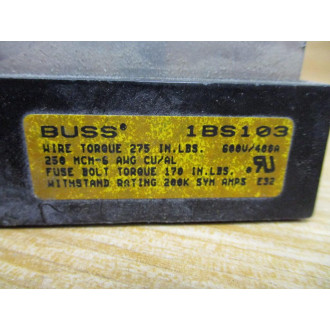 BUSS® 1BS103
WIRE TORQUE 275 IN.LBS. 600V/400A
250 MCM-6 AWG CU/AL
FUSE BOLT TORQUE 170 IN.LBS.
WITHSTAND RATING 200K SYM AMPS E32